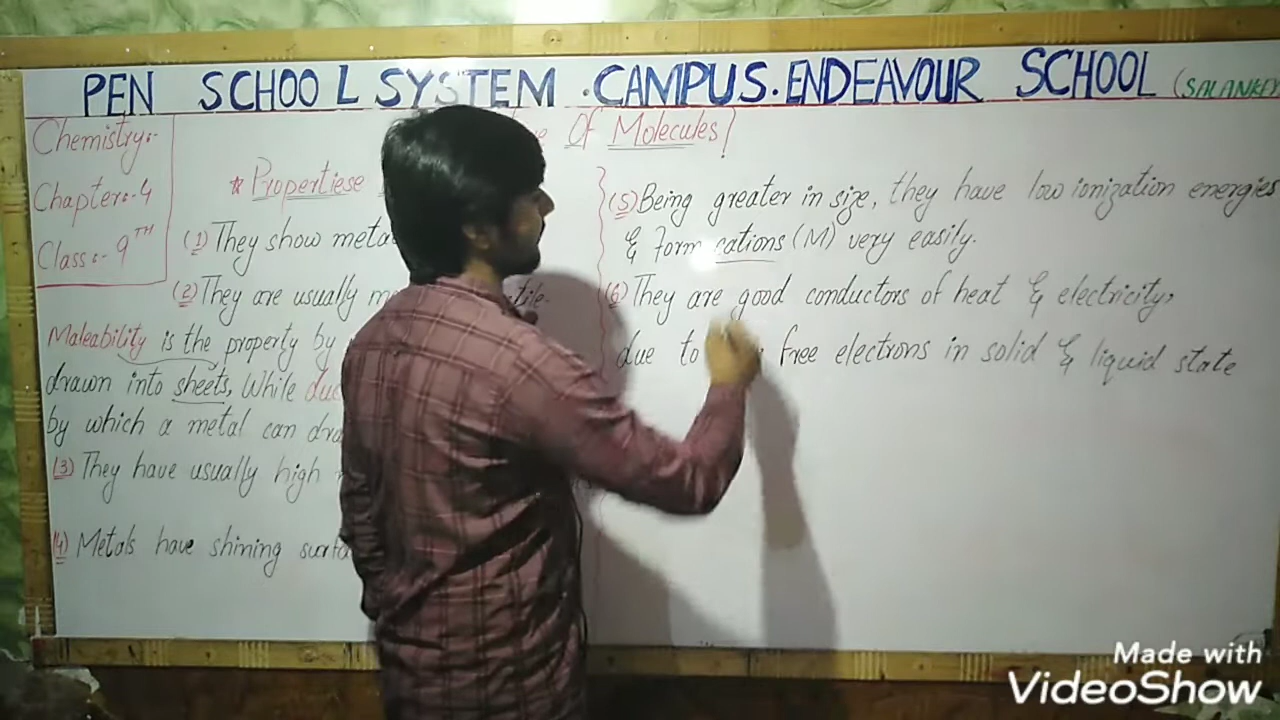 PEN SCHOOL SYSTEM . CAMPUS . ENDEAVOUR SCHOOL
Chemistry:-
Chapter:-4
Class:-9TH
Of Molecules
* Propertiese
(1) They show
(2) They are usually
Maleability is the property by
drawn into sheets, While
by which a metal can
(3) They have usually high
(4) Metals have shining
(5) Being greater in size, they have low ionization energies
& Form cations (M) very easily.
(6) They are good conductors of heat & electricity,
due to free electrons in solid & liquid state
Made with
VideoShow